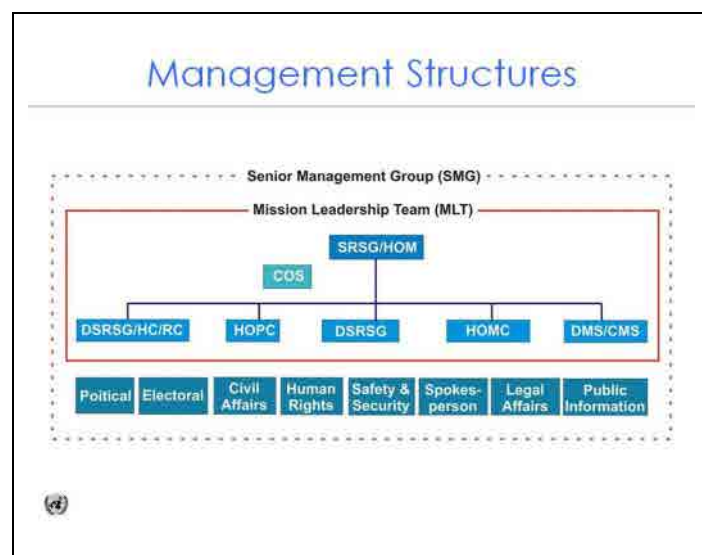 Management Structures
Senior Management Group (SMG)
Mission Leadership Team (MLT)
SRSG/HOM
COS
DSRSG/HC/RC
HOPC
DSRSG
HOMC
DMS/CMS
Poitical
Electoral
Civil
Affairs
Human
Rights
Safety &
Security
Spokes-
person
Legal
Affairs
Public
Information